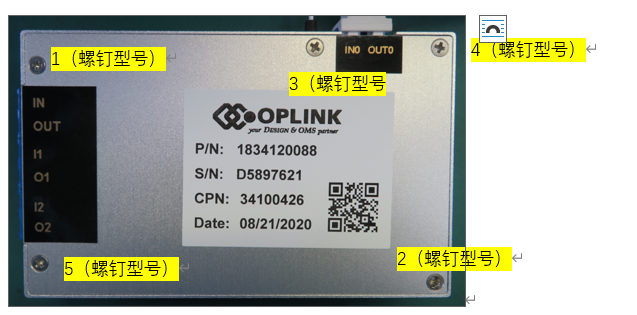 1（螺钉型号）
IN0 OUT0
4（螺钉型号）
3（螺钉型号
IN
OUT
I1
O1
I2
O2
OPLINK
your DESIGN & OMS partner
P/N: 1834120088
S/N: D5897621
CPN: 34100426
Date: 08/21/2020
5（螺钉型号）
2（螺钉型号）